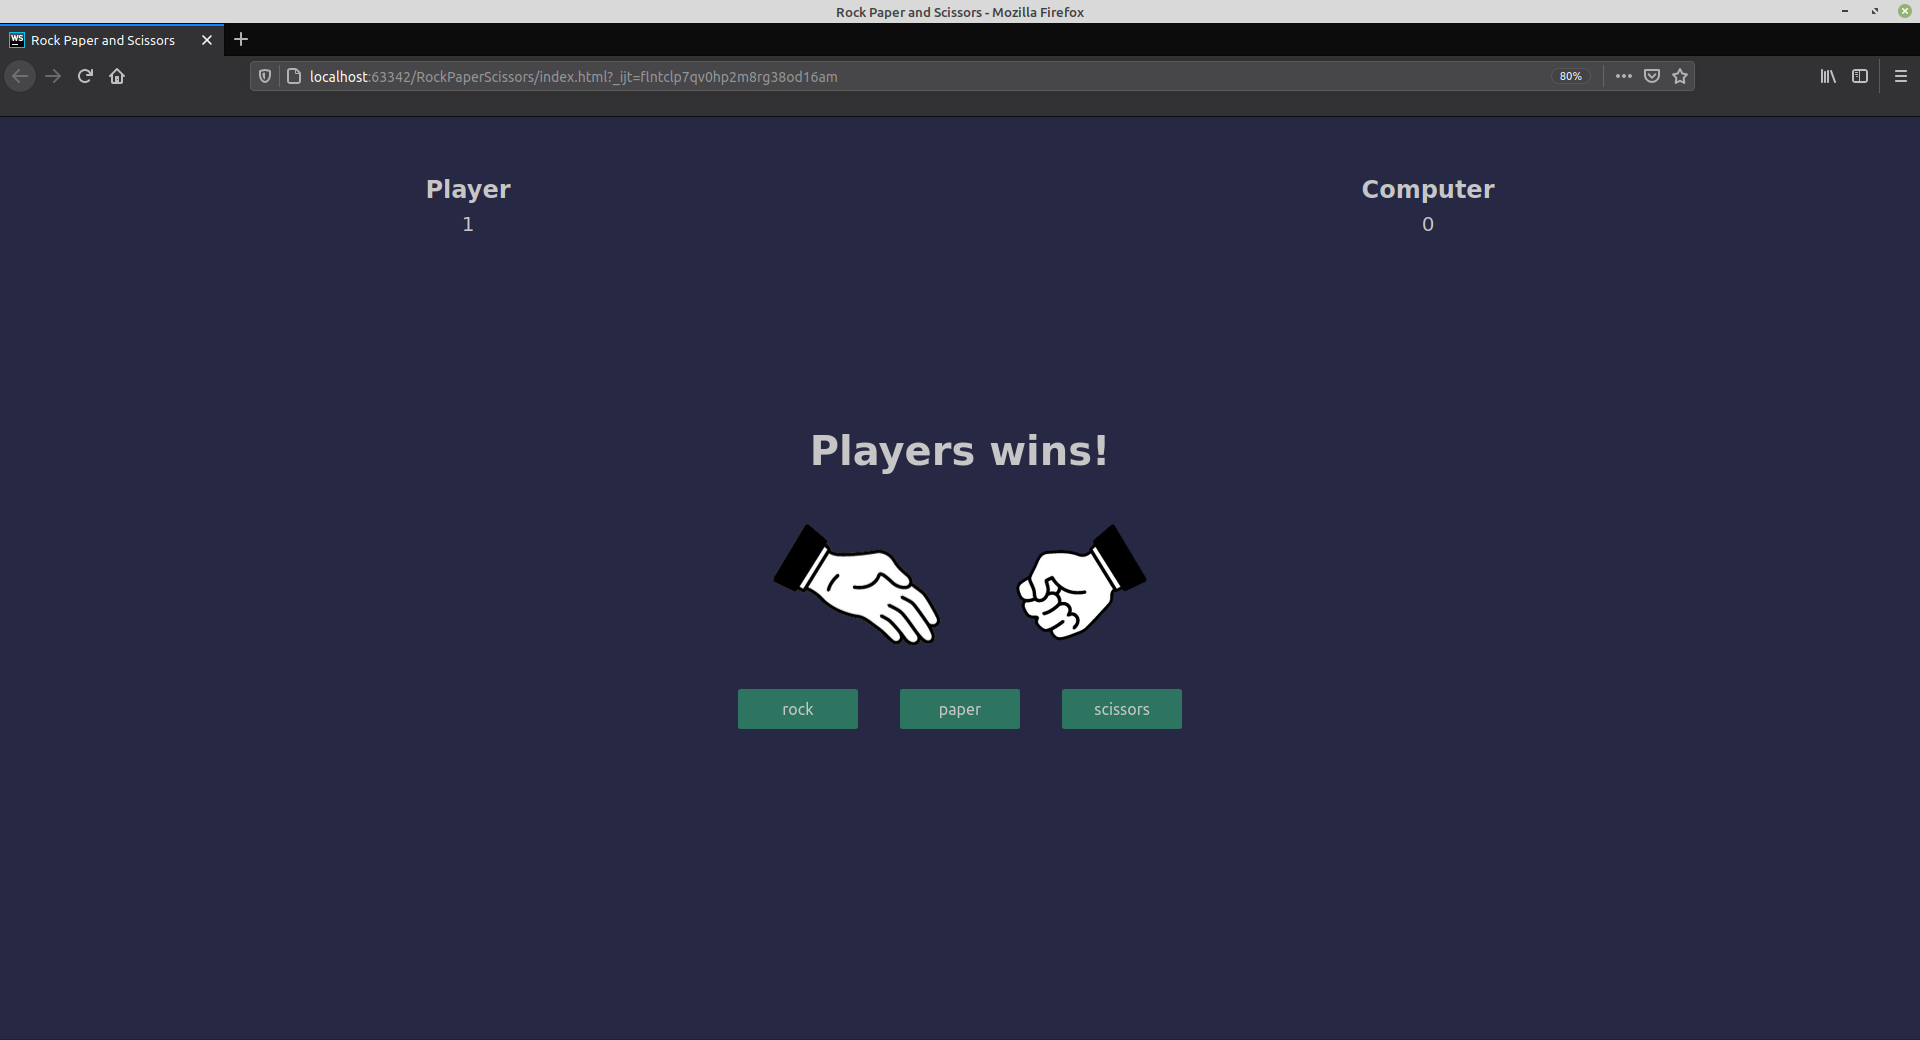 Rock Paper and Scissors - Mozilla Firefox
WS Rock Paper and Scissors
localhost:63342/RockPaperScissors/index.html?_ijt=flntclp7qv0hp2m8rg38od16am 80%
Player Computer
1 0
Players wins!
rock paper scissors